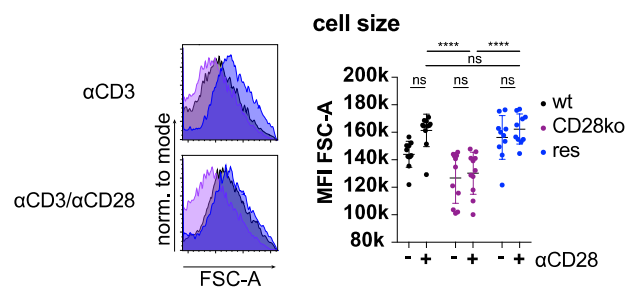 cell size
αCD3
αCD3/αCD28
norm. to mode
FSC-A
MFI FSC-A
200k
180k
160k
140k
120k
100k
80k
**** ****
ns
ns ns ns
- + - + - + αCD28
wt
CD28ko
res